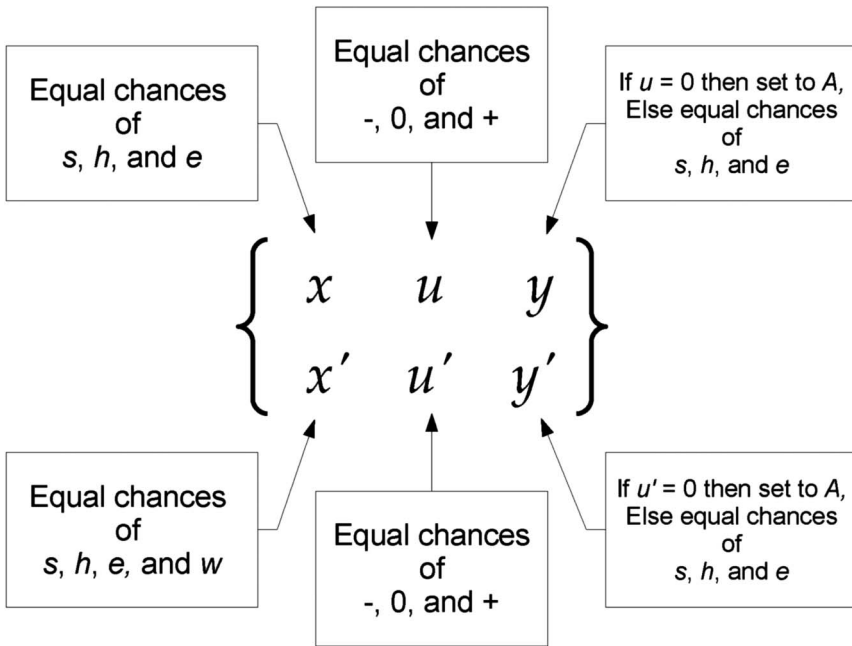 Equal chances
of
s, h, and e
Equal chances
of
-, 0, and +
If u = 0 then set to A,
Else equal chances
of
s, h, and e
x u y
x′ u′ y′
Equal chances
of
s, h, e, and w
Equal chances
of
-, 0, and +
If u' = 0 then set to A,
Else equal chances
of
s, h, and e